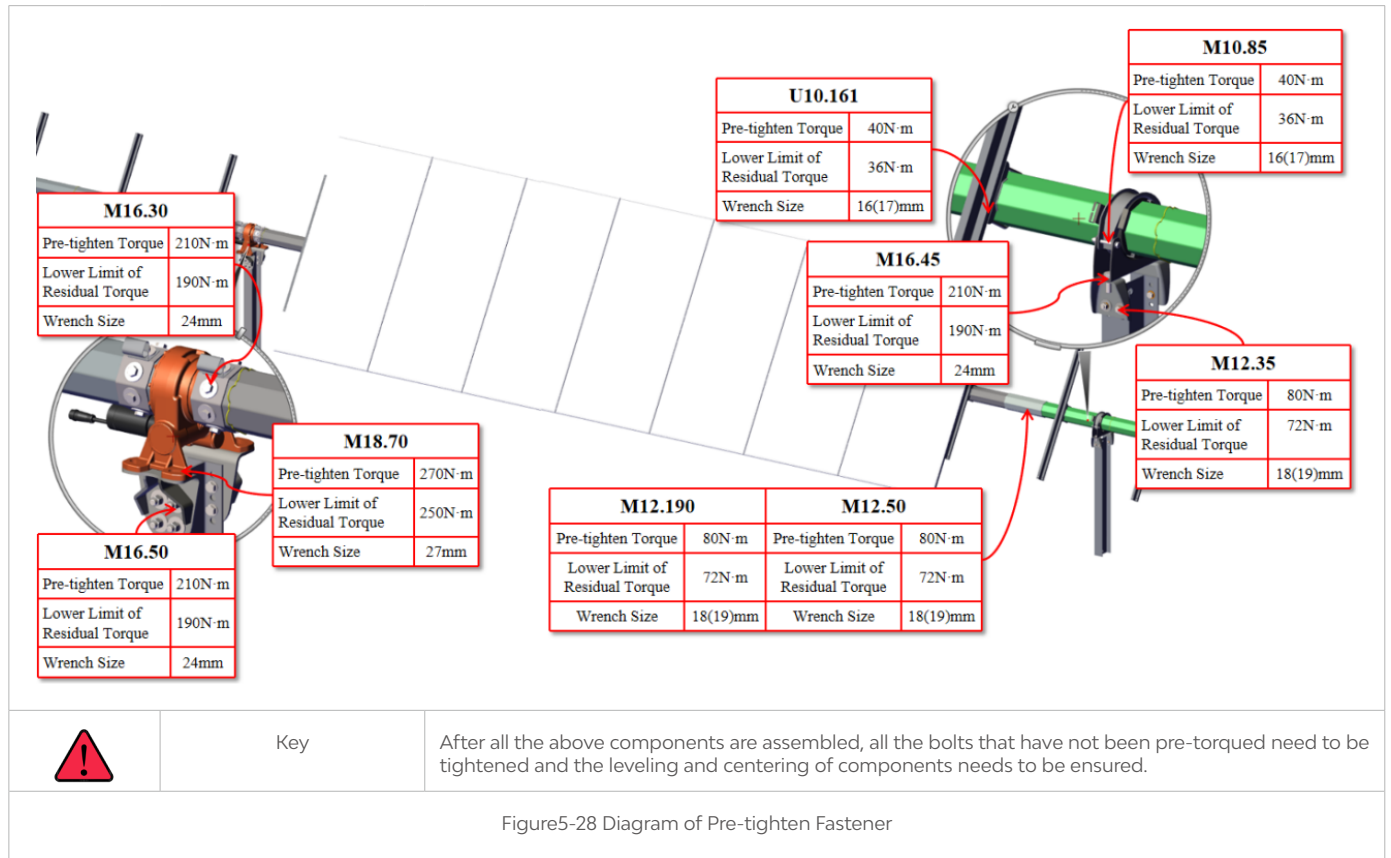 M10.85
Pre-tighten Torque 40N·m
Lower Limit of
Residual Torque 36N·m
Wrench Size 16(17)mm
U10.161
Pre-tighten Torque 40N·m
Lower Limit of
Residual Torque 36N·m
Wrench Size 16(17)mm
M16.30
Pre-tighten Torque 210N·m
Lower Limit of
Residual Torque 190N·m
Wrench Size 24mm
M16.45
Pre-tighten Torque 210N·m
Lower Limit of
Residual Torque 190N·m
Wrench Size 24mm
M12.35
Pre-tighten Torque 80N·m
Lower Limit of
Residual Torque 72N·m
Wrench Size 18(19)mm
M18.70
Pre-tighten Torque 270N·m
Lower Limit of
Residual Torque 250N·m
Wrench Size 27mm
M12.190 M12.50
Pre-tighten Torque 80N·m Pre-tighten Torque 80N·m
Lower Limit of Lower Limit of
Residual Torque 72N·m Residual Torque 72N·m
Wrench Size 18(19)mm Wrench Size 18(19)mm
M16.50
Pre-tighten Torque 210N·m
Lower Limit of
Residual Torque 190N·m
Wrench Size 24mm
Key
After all the above components are assembled, all the bolts that have not been pre-torqued need to be
tightened and the leveling and centering of components needs to be ensured.
Figure5-28 Diagram of Pre-tighten Fastener